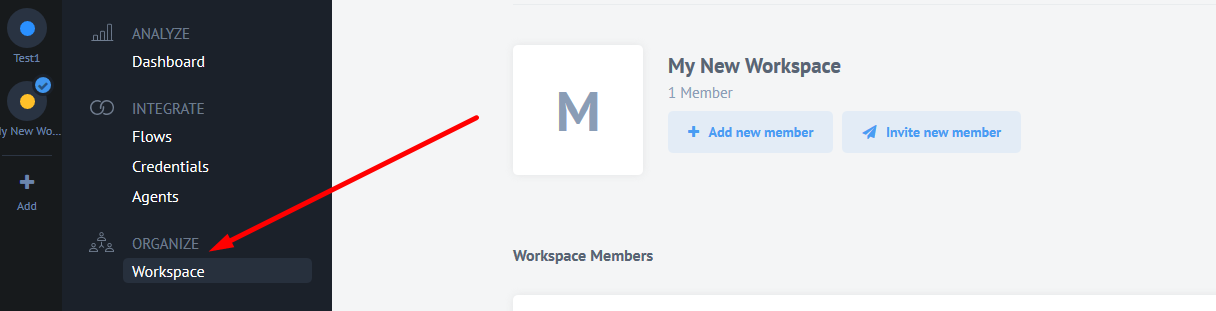 Test1
y New Wo...
Add
ANALYZE
Dashboard
INTEGRATE
Flows
Credentials
Agents
ORGANIZE
Workspace
M
My New Workspace
1 Member
Add new member
Invite new member
Workspace Members